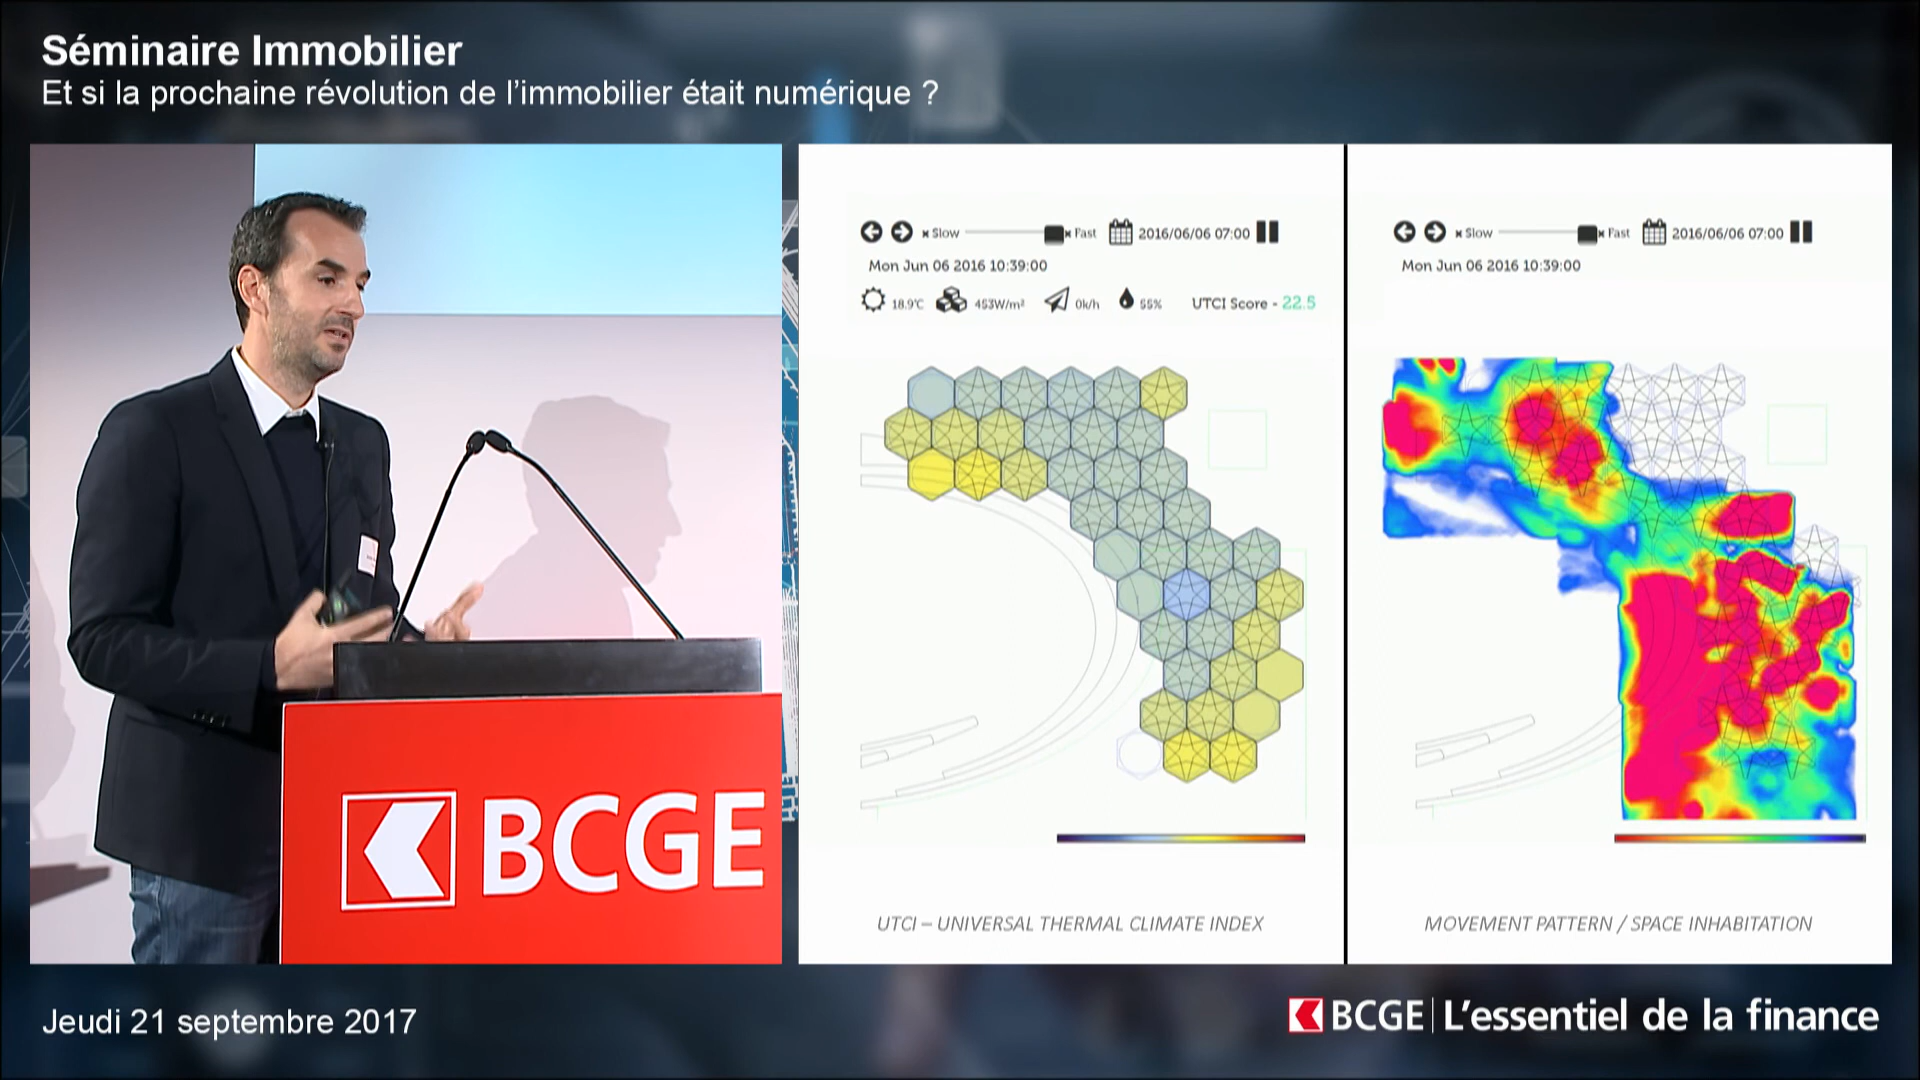 Séminaire Immobilier
Et si la prochaine révolution de l'immobilier était numérique ?
Slow
Fast
2016/06/06 07:00
Mon Jun 06 2016 10:39:00
18.9°C
453W/m²
0k/h
55%
UTCI Score - 22.5
UTCI – UNIVERSAL THERMAL CLIMATE INDEX
Slow
Fast
2016/06/06 07:00
Mon Jun 06 2016 10:39:00
MOVEMENT PATTERN / SPACE INHABITATION
BCGE
Jeudi 21 septembre 2017
BCGE L'essentiel de la finance